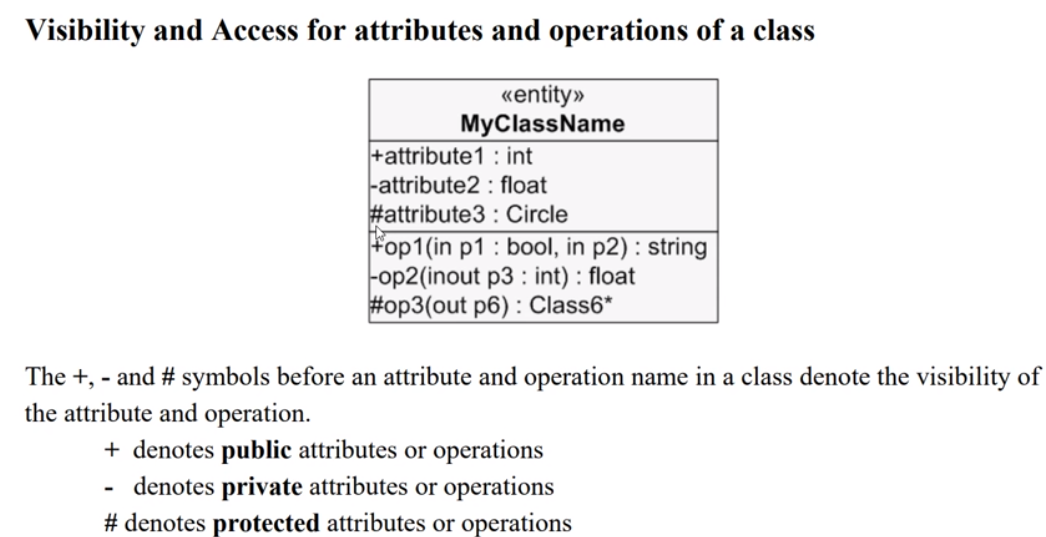 Visibility and Access for attributes and operations of a class
«entity»
MyClassName
+attribute1 : int
-attribute2 : float
#attribute3 : Circle
+op1(in p1 : bool, in p2) : string
-op2(inout p3 : int) : float
#op3(out p6) : Class6*
The +, - and # symbols before an attribute and operation name in a class denote the visibility of
the attribute and operation.
+ denotes public attributes or operations
- denotes private attributes or operations
# denotes protected attributes or operations